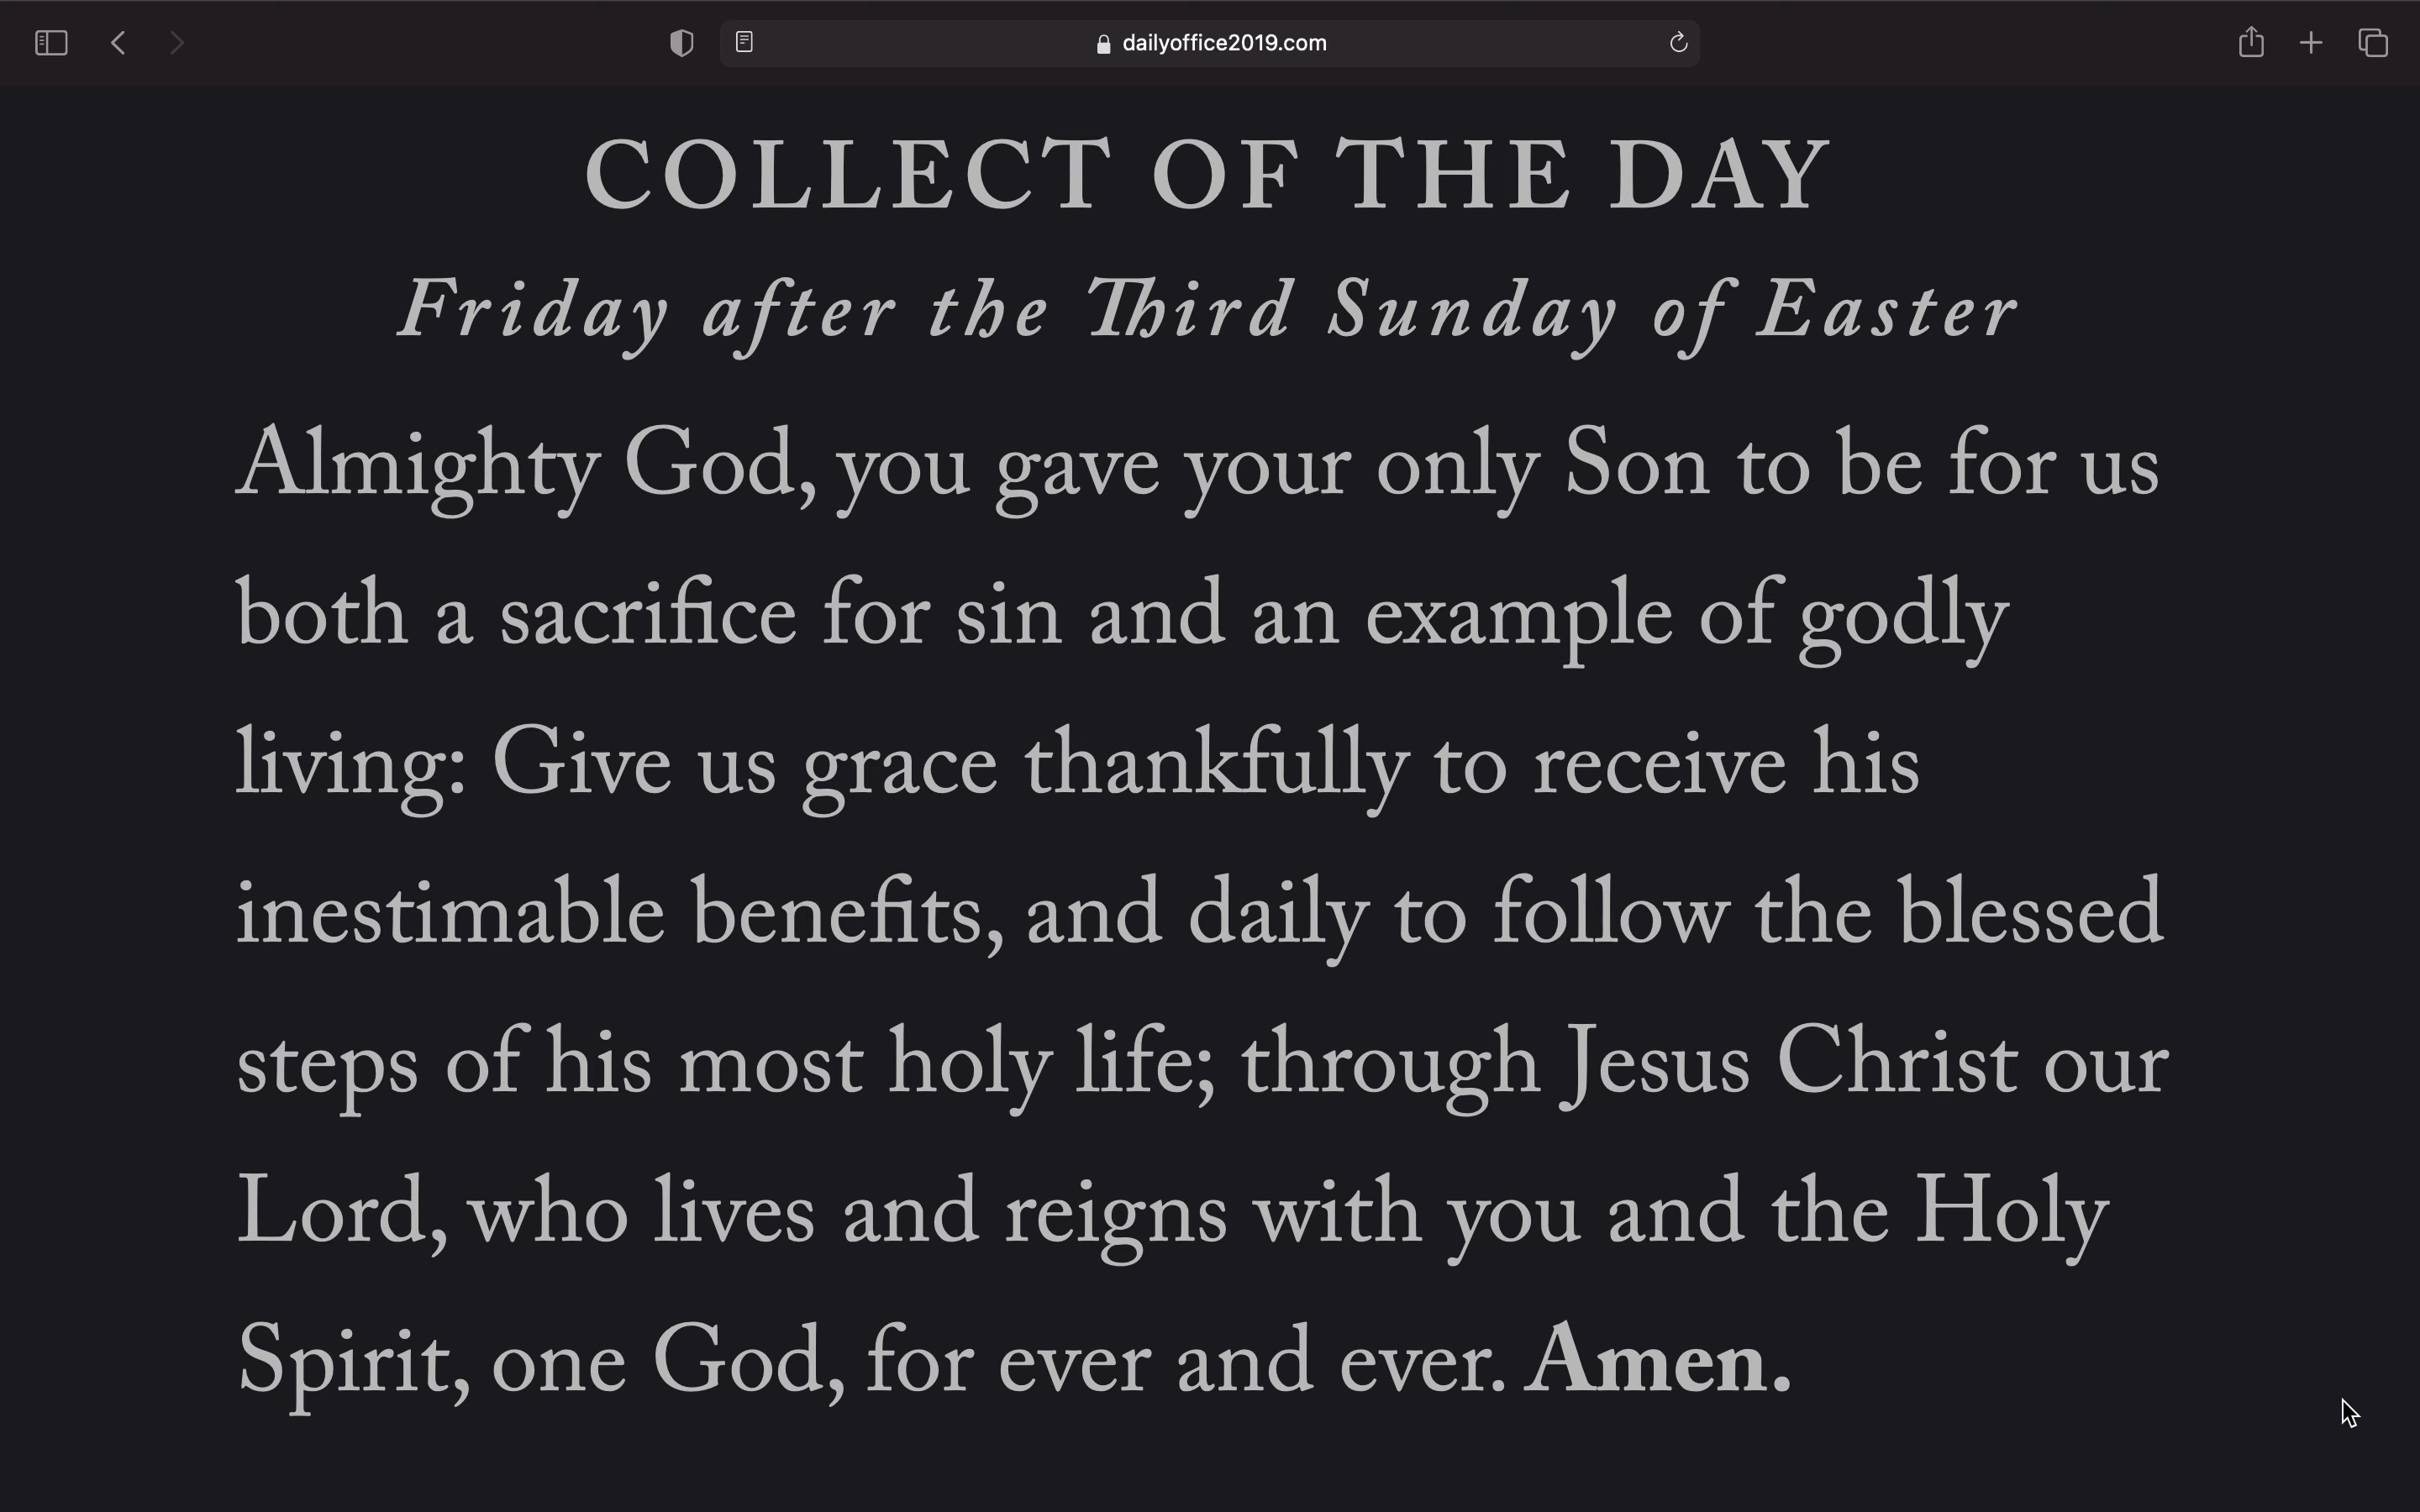 dailyoffice2019.com
COLLECT OF THE DAY
Friday after the Third Sunday of Easter
Almighty God, you gave your only Son to be for us
both a sacrifice for sin and an example of godly
living: Give us grace thankfully to receive his
inestimable benefits, and daily to follow the blessed
steps of his most holy life; through Jesus Christ our
Lord, who lives and reigns with you and the Holy
Spirit, one God, for ever and ever. Amen.